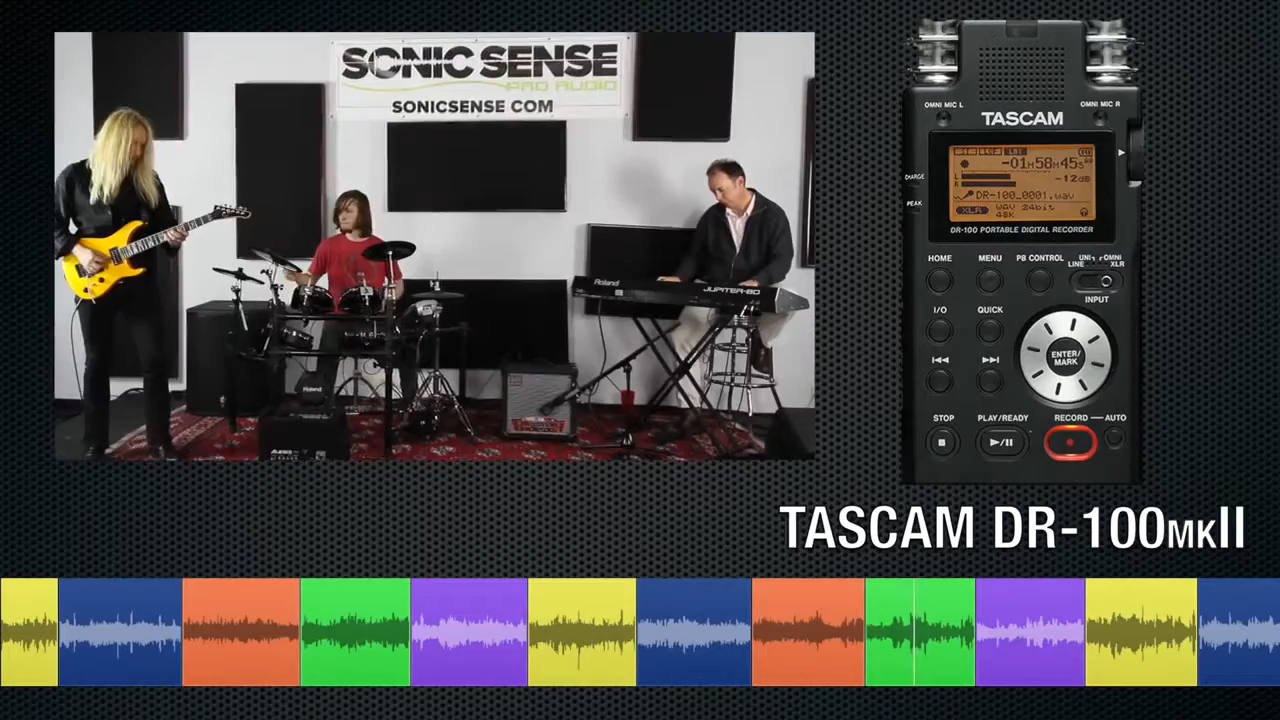 SONIC SENSE
PRO AUDIO
SONICSENSE COM
Roland
JUPITER-80
Roland
ALESIS
OMNI MIC L
OMNI MIC R
TASCAM
-01H58M45S
L
R
-12dB
DR-100_0001.wav
XLR
WAV 24bit
48K
CHARGE
PEAK
DR-100 PORTABLE DIGITAL RECORDER
HOME
MENU
PB CONTROL
UNI
OMNI
LINE
XLR
INPUT
I/O
QUICK
ENTER/
MARK
STOP
PLAY/READY
RECORD
AUTO
TASCAM DR-100MKII